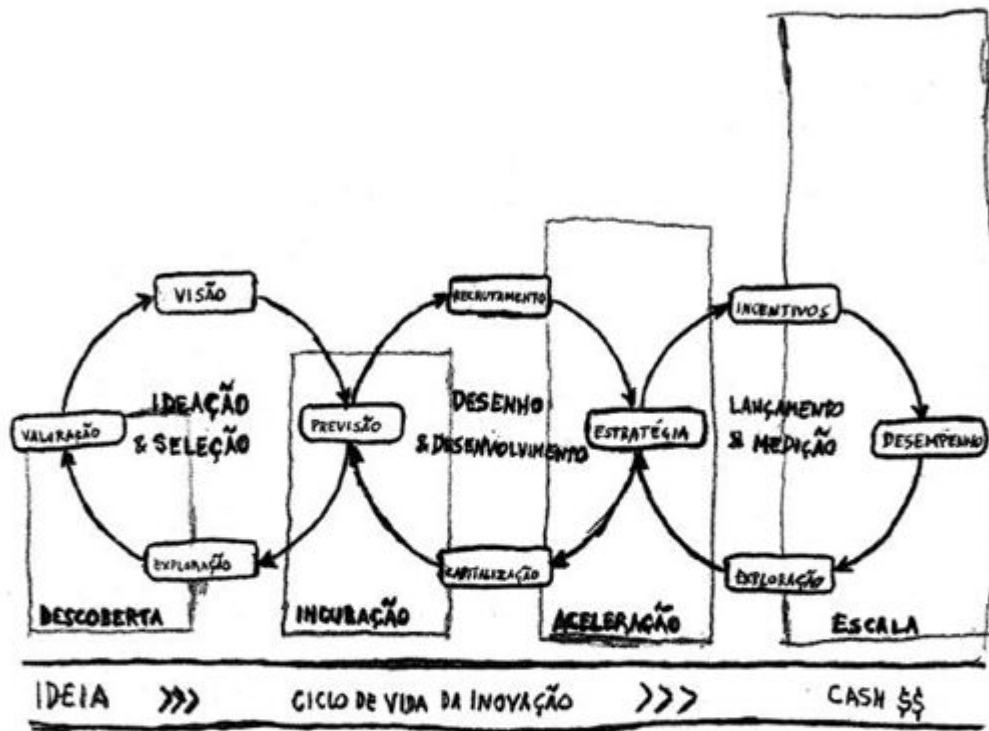 VISÃO
RECRUTAMENTO
INCENTIVOS
IDEAÇÃO
& SELEÇÃO
VALORAÇÃO
PREVISÃO
DESENHO
& DESENVOLVIMENTO
ESTRATÉGIA
LANÇAMENTO
& MEDIÇÃO
DESEMPENHO
EXPLORAÇÃO
CAPITALIZAÇÃO
EXPLORAÇÃO
DESCOBERTA
INCUBAÇÃO
ACELERAÇÃO
ESCALA
IDEIA >>> CICLO DE VIDA DA INOVAÇÃO >>> CASH $$